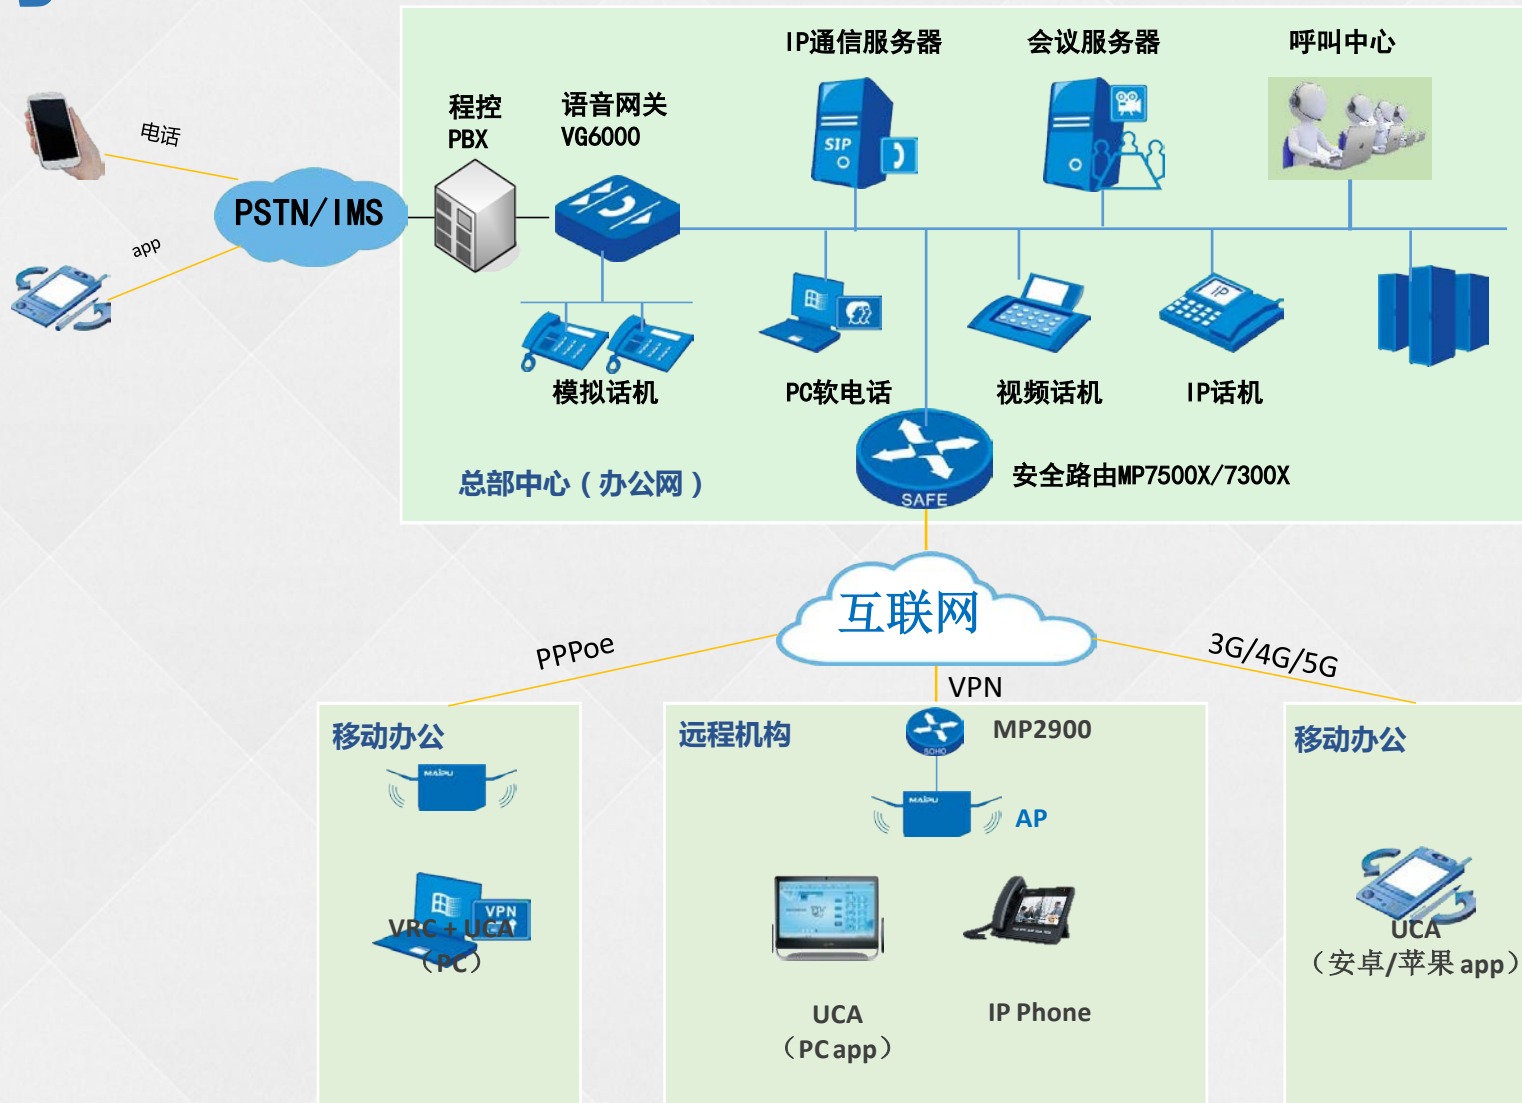 IP通信服务器
会议服务器
呼叫中心
程控
PBX
语音网关
VG6000
电话
SIP
PSTN/IMS
app
IP
模拟话机
PC软电话
视频话机
IP话机
总部中心（办公网）
SAFE
安全路由MP7500X/7300X
互联网
PPPoe
3G/4G/5G
VPN
移动办公
远程机构
SOHO
MP2900
移动办公
MAIPU
MAIPU
AP
VPN
VRC + UCA
（PC）
UCA
（安卓/苹果 app）
UCA
（PC app）
IP Phone